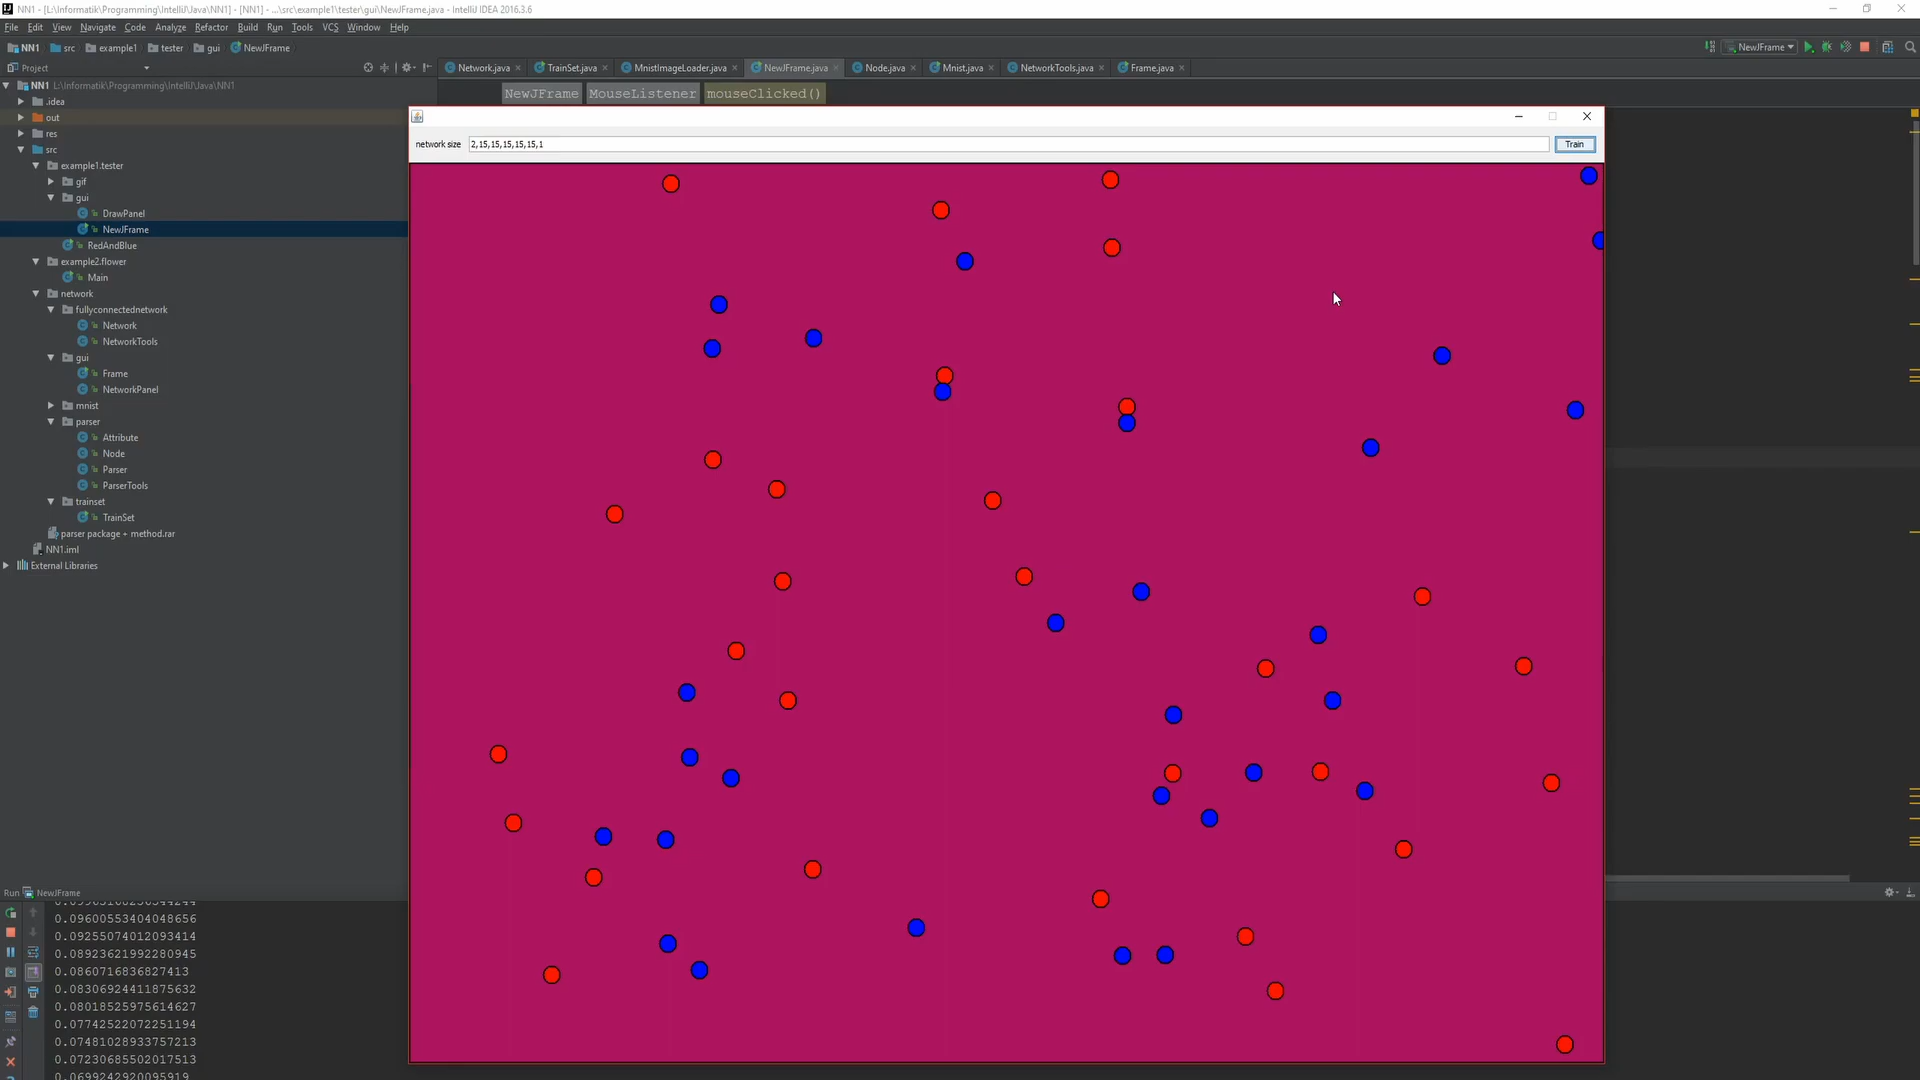 NN1 - [L:\Informatik\Programming\IntelliJ\Java\NN1] - [NN1] - ...\src\example1\tester\gui\NewJFrame.java - IntelliJ IDEA 2016.3.6
File Edit View Navigate Code Analyze Refactor Build Run Tools VCS Window Help
NN1 src example1 tester gui NewJFrame NewJFrame
Project Network.java TrainSet.java MnistImageLoader.java NewJFrame.java Node.java Mnist.java NetworkTools.java Frame.java
NN1 L:\Informatik\Programming\IntelliJ\Java\NN1
NewJFrame MouseListener mouseClicked()
.idea
out
res
network size 2,15,15,15,15,15,1 Train
src
example1.tester
gif
gui
DrawPanel
NewJFrame
RedAndBlue
example2.flower
Main
network
fullyconnectednetwork
Network
NetworkTools
gui
Frame
NetworkPanel
mnist
parser
Attribute
Node
Parser
ParserTools
trainset
TrainSet
parser package + method.rar
NN1.iml
External Libraries
Run NewJFrame
0.09600553404048656
0.09255074012093414
0.08923621992280945
0.0860716836827413
0.08306924411875632
0.08018525975614627
0.07742522072251194
0.07481028933757213
0.07230685502017513
0.0699242920095919